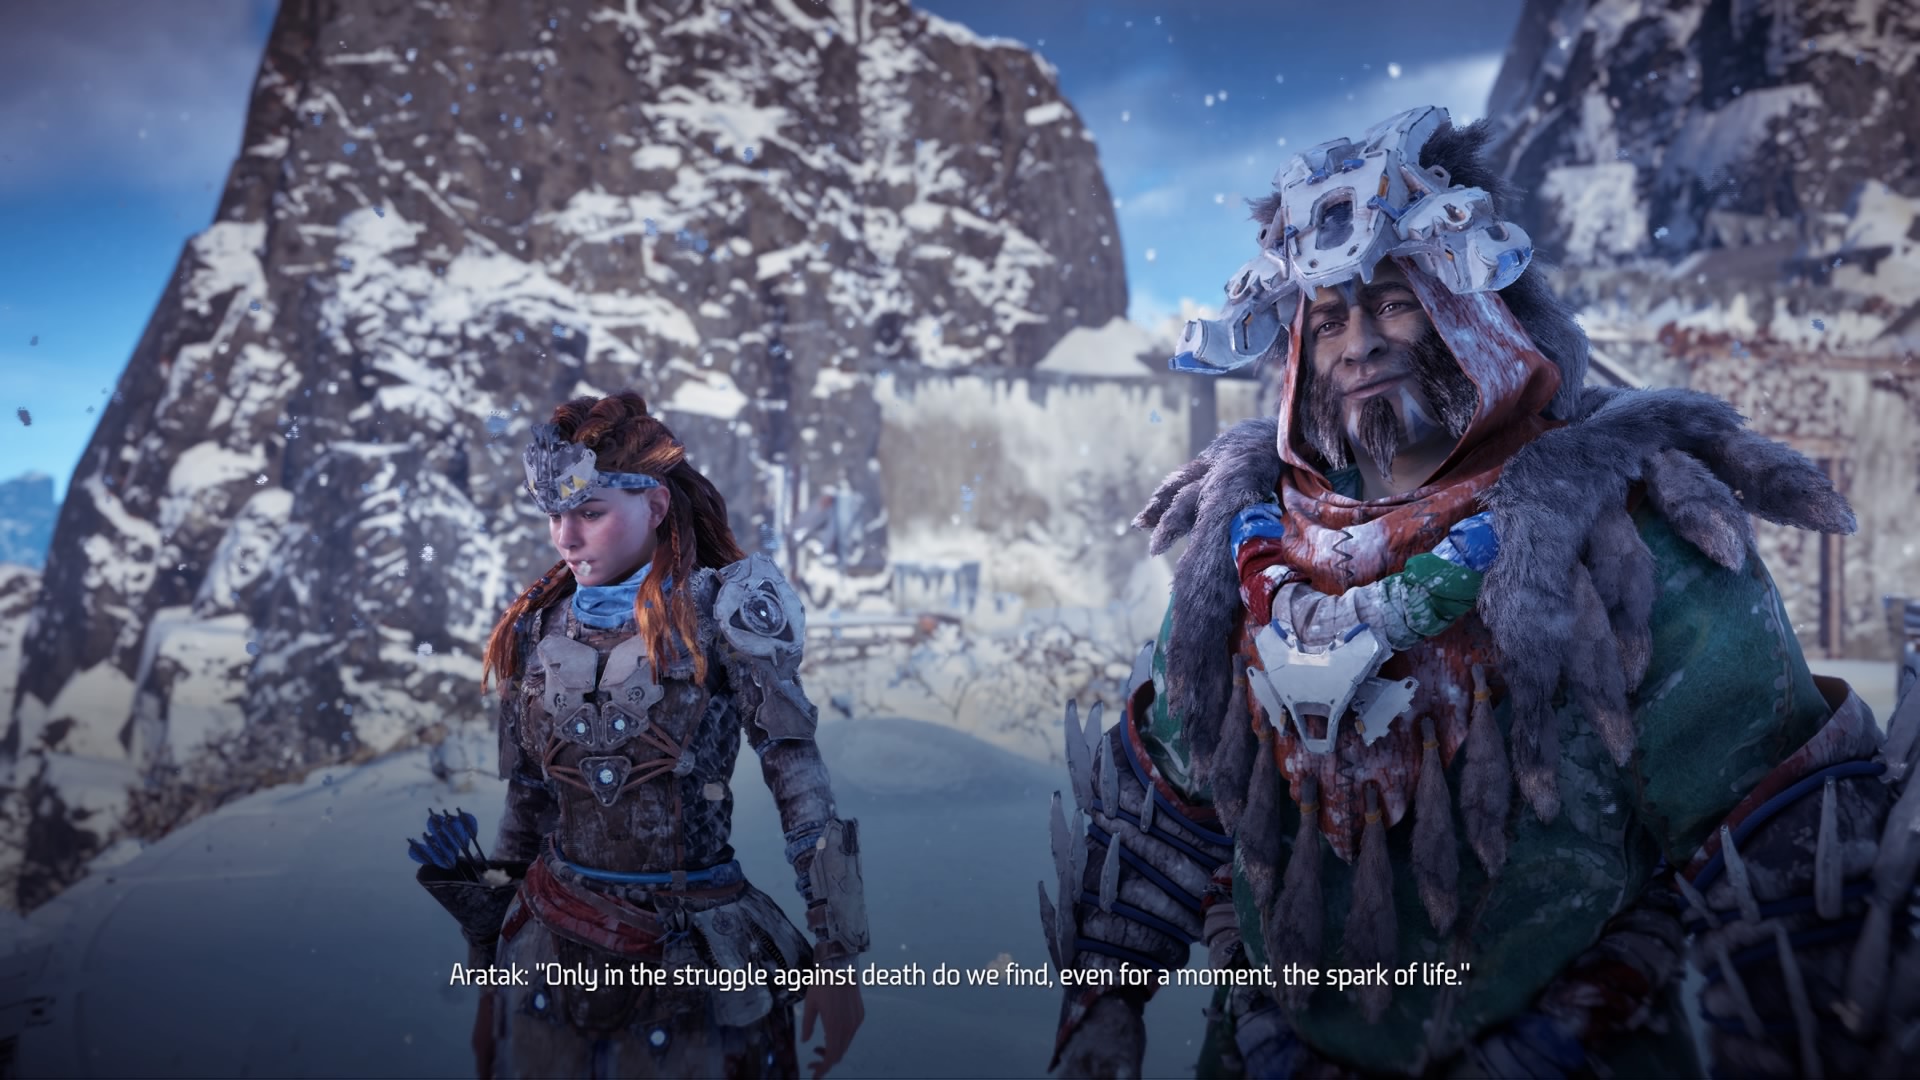 Aratak: "Only in the struggle against death do we find, even for a moment, the spark of life."